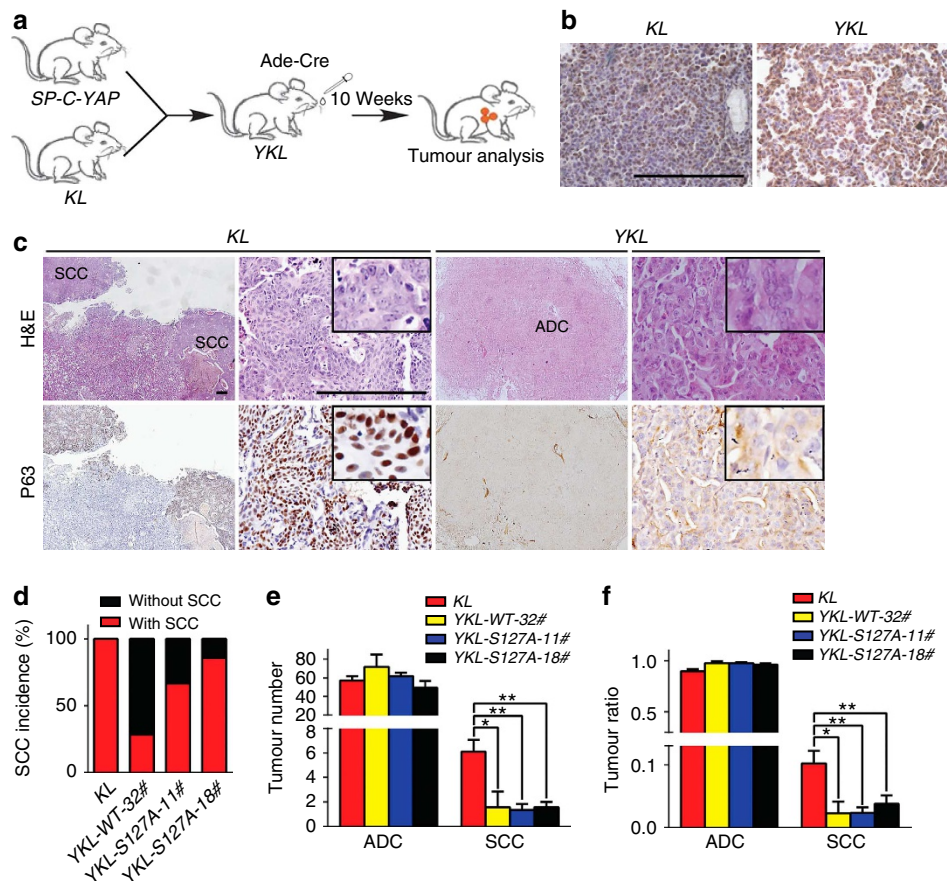 a
SP-C-YAP
KL
Ade-Cre
10 Weeks
YKL
Tumour analysis
b
KL
YKL
c
KL
YKL
H&E
SCC
SCC
ADC
P63
d
Without SCC
With SCC
SCC incidence (%)
100
50
0
KL
YKL-WT-32#
YKL-S127A-11#
YKL-S127A-18#
e
KL
YKL-WT-32#
YKL-S127A-11#
YKL-S127A-18#
Tumour number
80
60
40
20
6
4
2
0
**
**
*
ADC
SCC
f
KL
YKL-WT-32#
YKL-S127A-11#
YKL-S127A-18#
Tumour ratio
1.0
0.5
0.1
0.0
**
**
*
ADC
SCC